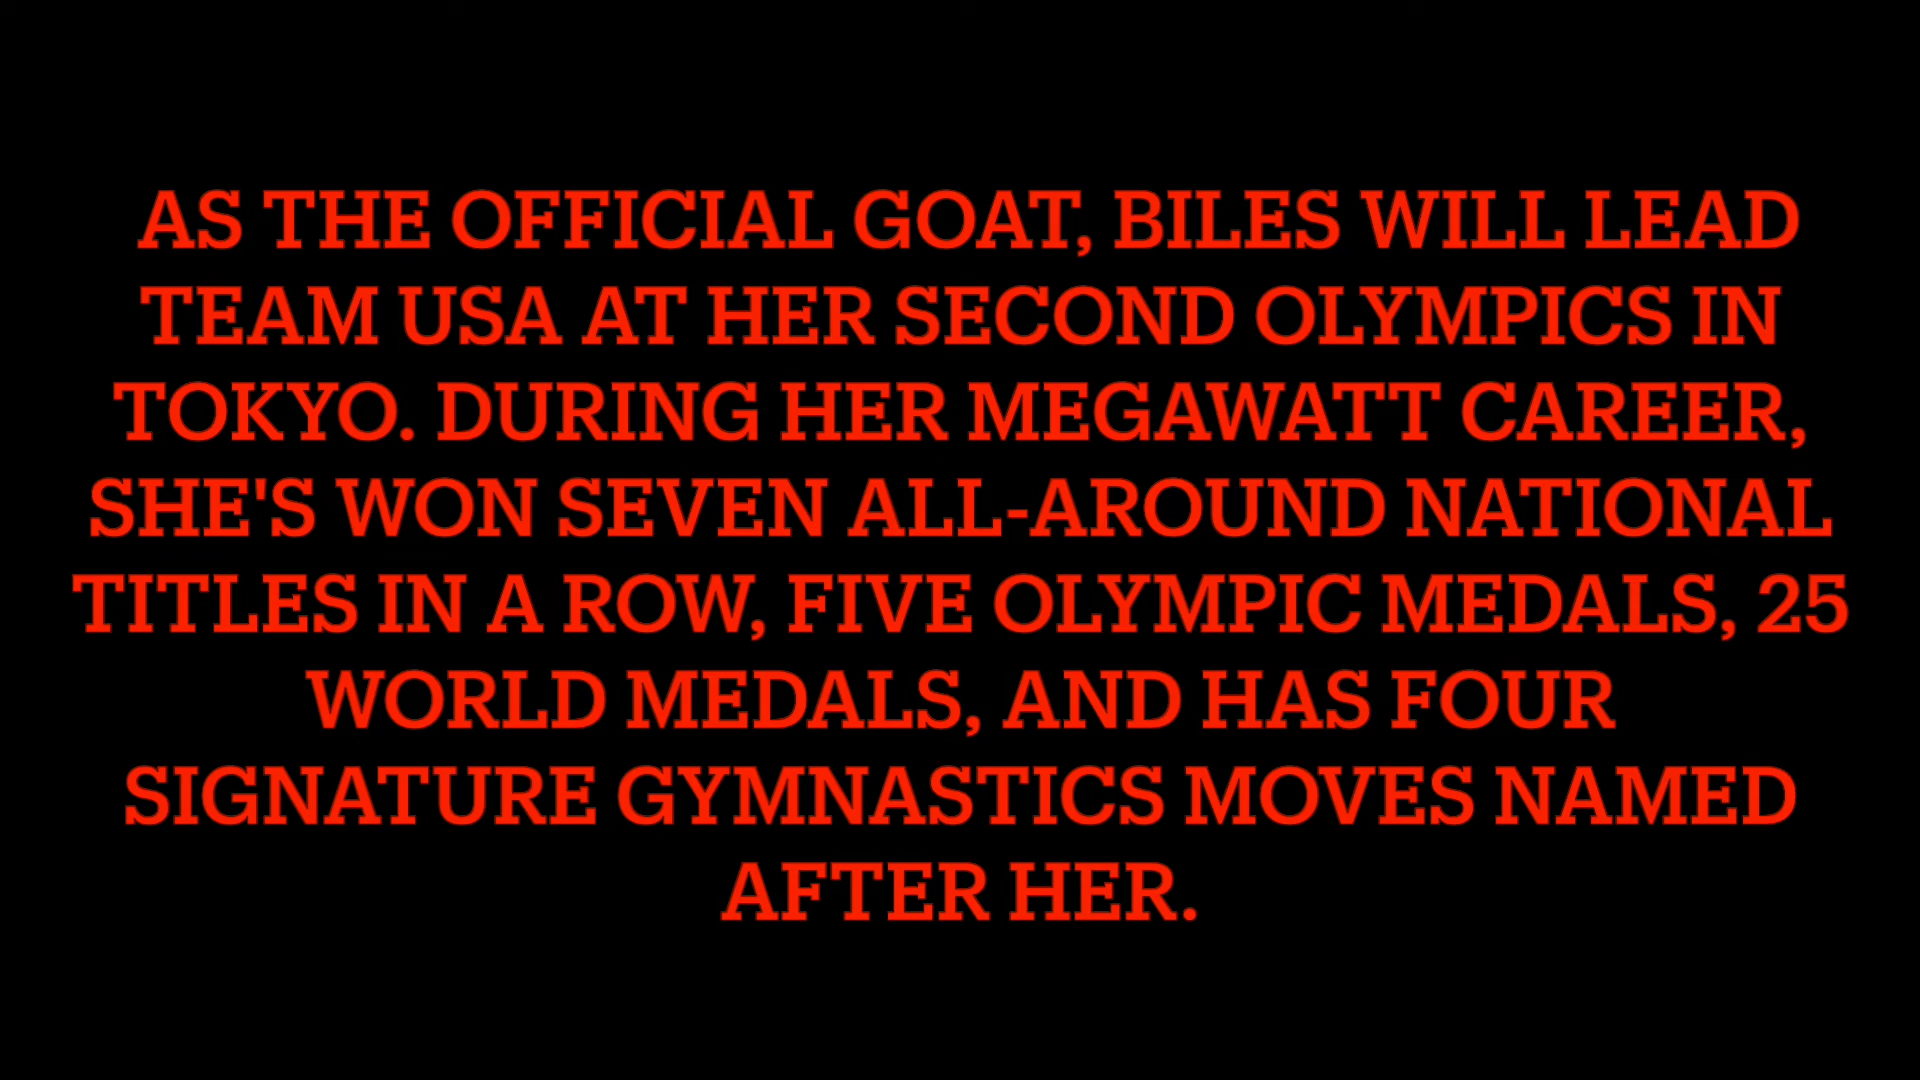 AS THE OFFICIAL GOAT, BILES WILL LEAD
TEAM USA AT HER SECOND OLYMPICS IN
TOKYO. DURING HER MEGAWATT CAREER,
SHE'S WON SEVEN ALL-AROUND NATIONAL
TITLES IN A ROW, FIVE OLYMPIC MEDALS, 25
WORLD MEDALS, AND HAS FOUR
SIGNATURE GYMNASTICS MOVES NAMED
AFTER HER.